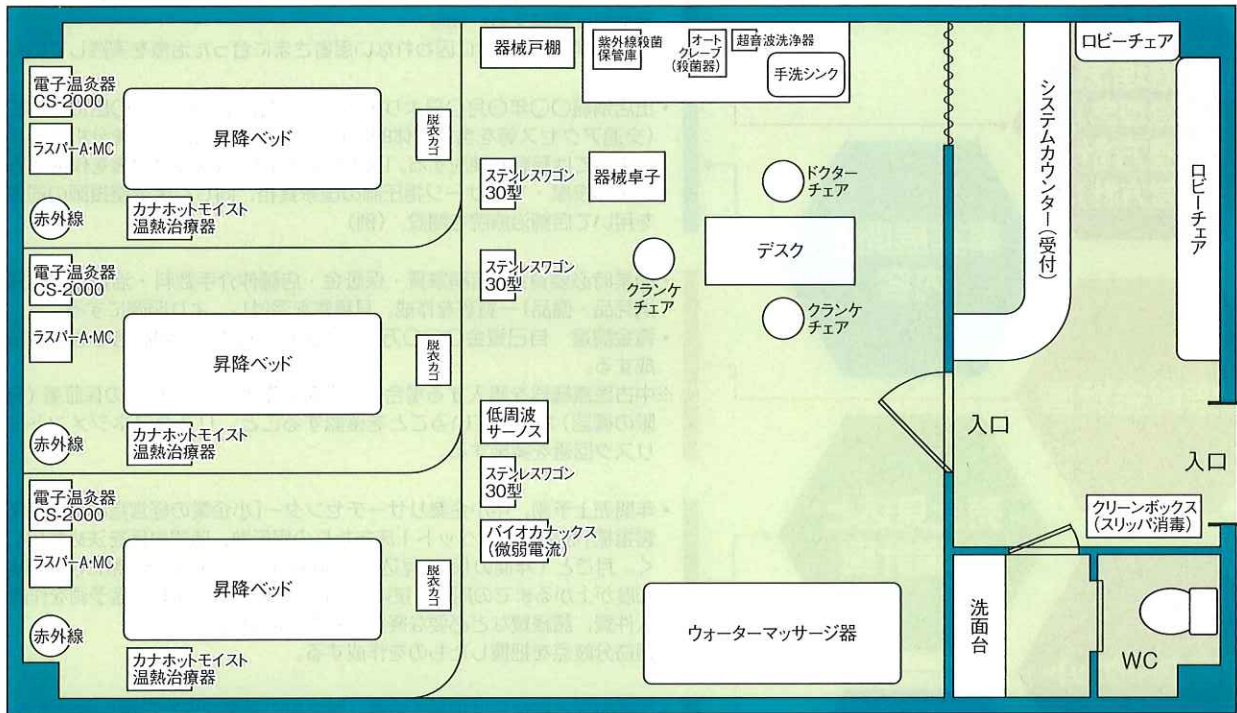 電子温灸器
CS-2000
ラスパーA・MC
赤外線
昇降ベッド
脱衣カゴ
カナホットモイスト
温熱治療器
電子温灸器
CS-2000
ラスパーA・MC
赤外線
昇降ベッド
脱衣カゴ
カナホットモイスト
温熱治療器
電子温灸器
CS-2000
ラスパーA・MC
赤外線
昇降ベッド
脱衣カゴ
カナホットモイスト
温熱治療器
器械戸棚
紫外線殺菌
保管庫
オート
クレーブ
(殺菌器)
超音波洗浄器
手洗シンク
ステンレスワゴン
30型
器械卓子
ドクター
チェア
ステンレスワゴン
30型
クランケ
チェア
デスク
クランケ
チェア
低周波
サーノス
ステンレスワゴン
30型
バイオカナックス
(微弱電流)
ウォーターマッサージ器
システムカウンター(受付)
ロビーチェア
ロビーチェア
入口
入口
クリーンボックス
(スリッパ消毒)
洗面台
WC